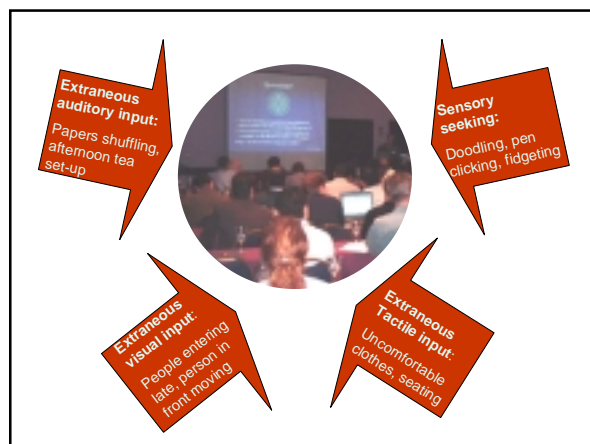 Extraneous
auditory input:
Papers shuffling,
afternoon tea
set-up
Sensory
seeking:
Doodling, pen
clicking, fidgeting
Extraneous
visual input:
People entering
late, person in
front moving
Extraneous
Tactile input:
Uncomfortable
clothes, seating